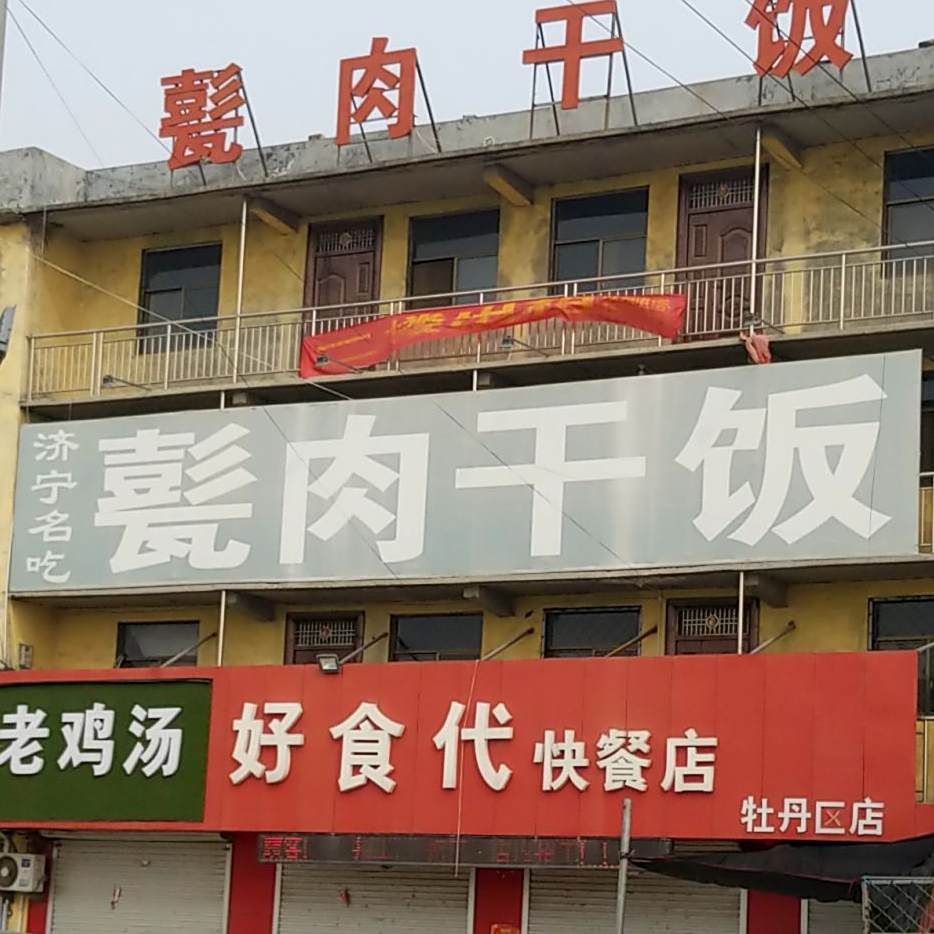 甏肉干饭
济宁名吃
甏肉干饭
老鸡汤
好食代快餐店
牡丹区店